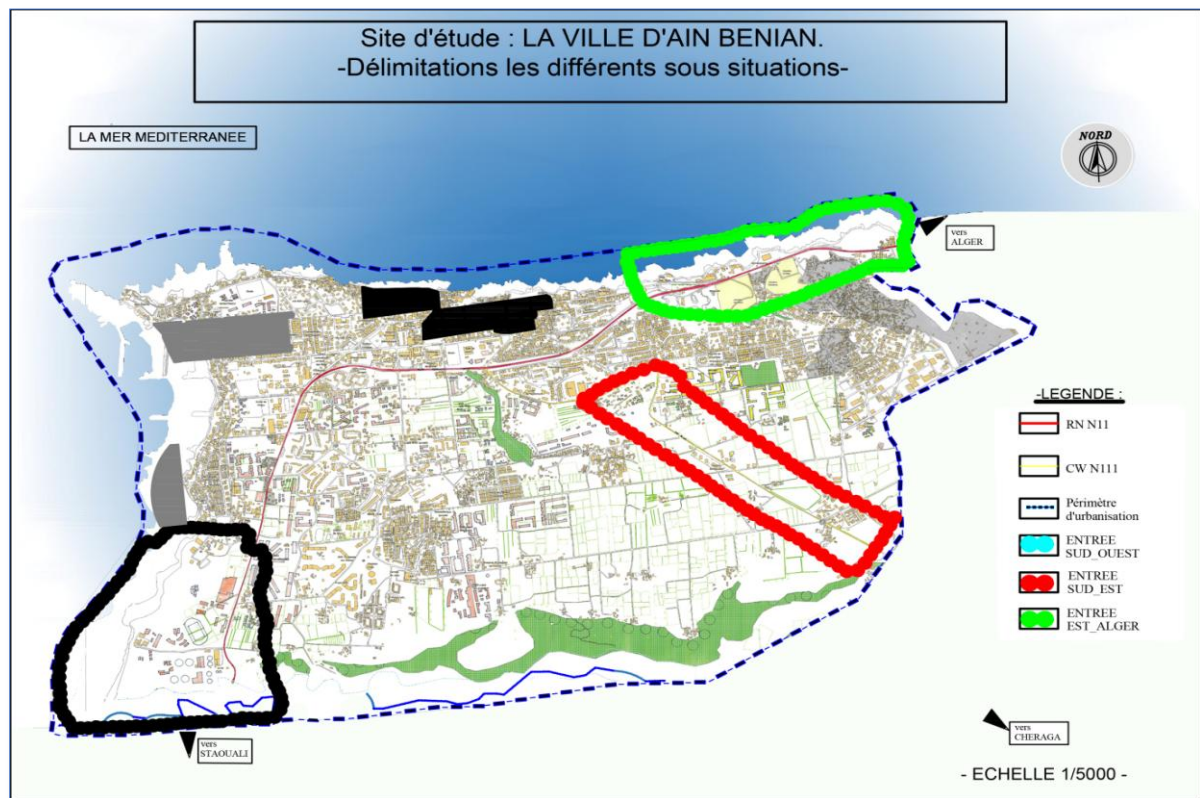 Site d'étude : LA VILLE D'AIN BENIAN.
-Délimitations les différents sous situations-
LA MER MEDITERRANEE
NORD
vers
ALGER
-LEGENDE :
RN N11
CW N111
Périmètre
d'urbanisation
ENTREE
SUD_OUEST
ENTREE
SUD_EST
ENTREE
EST_ALGER
vers
STAOUALI
vers
CHERAGA
- ECHELLE 1/5000 -